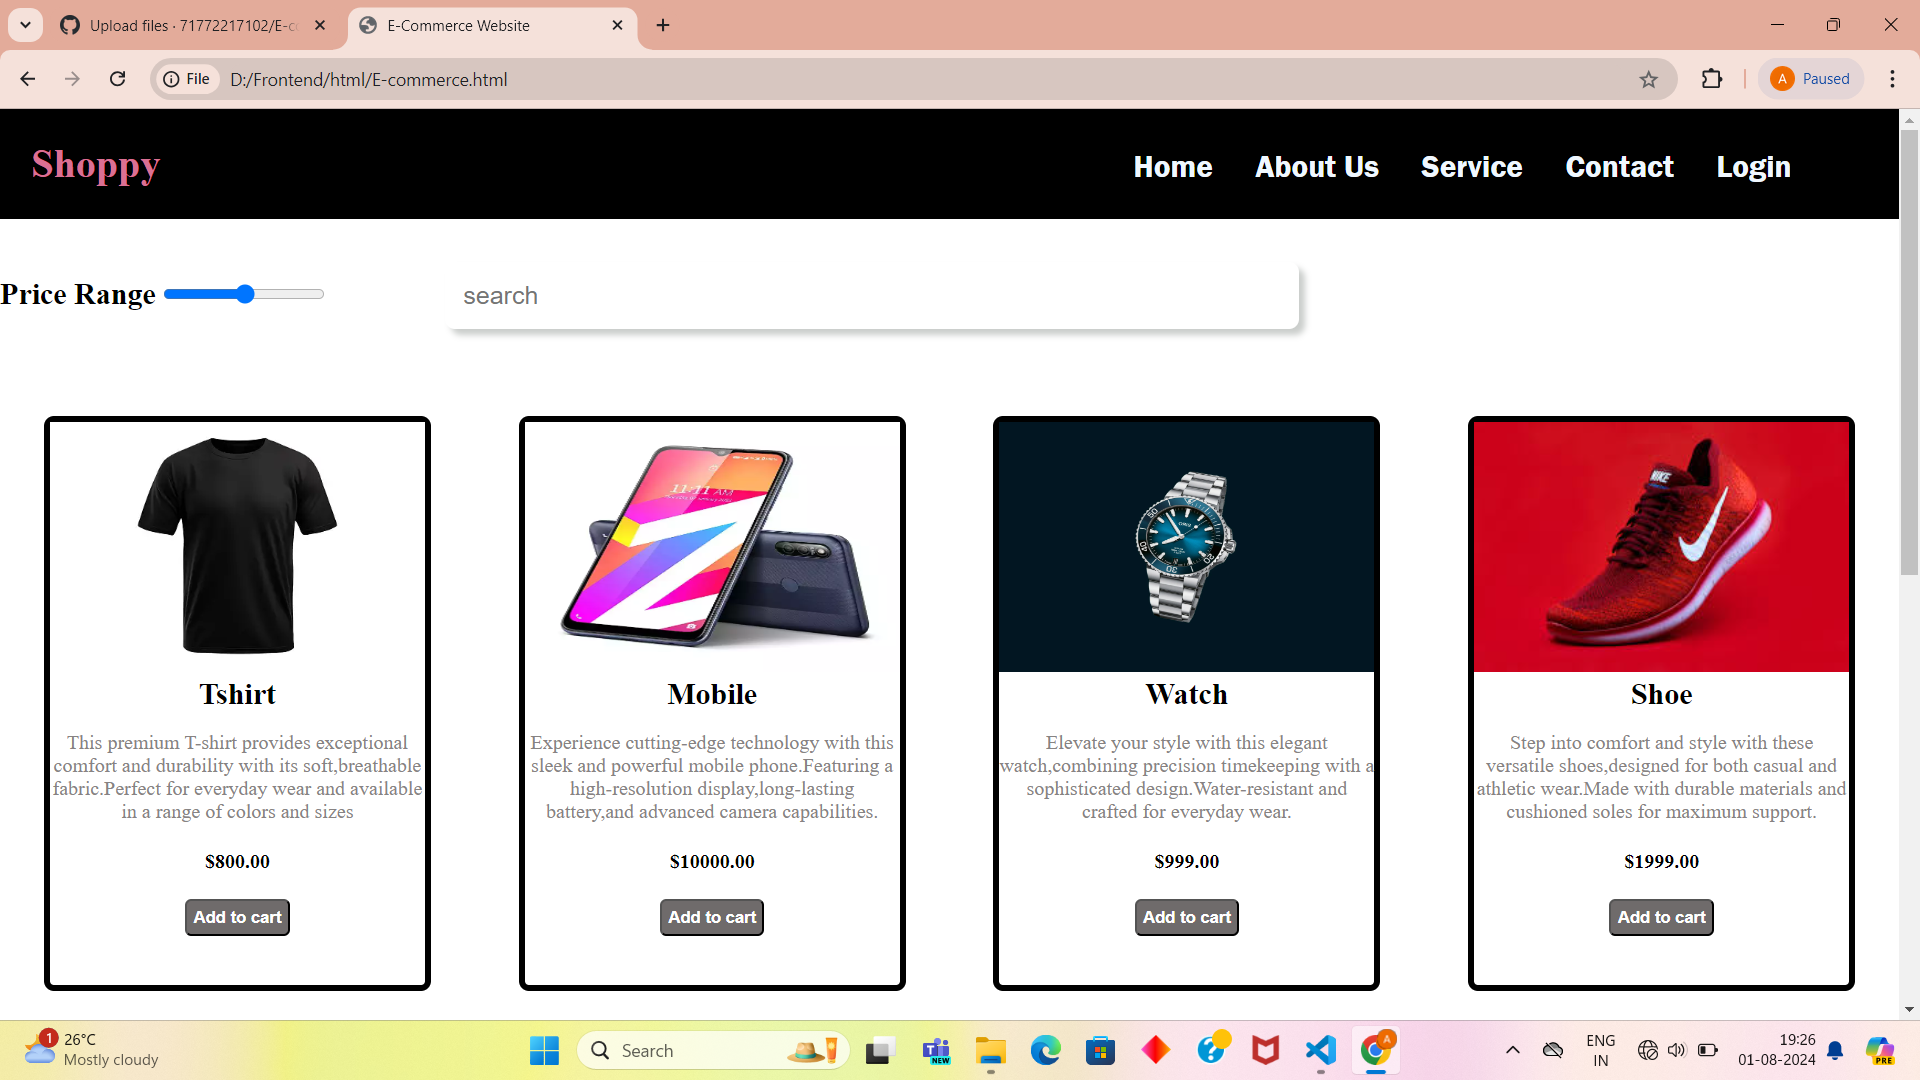 Upload files · 71772217102/E-c
E-Commerce Website
File
D:/Frontend/html/E-commerce.html
A
Paused
Shoppy
Home
About Us
Service
Contact
Login
Price Range
search
11:11 AM
NIKE
Tshirt
This premium T-shirt provides exceptional
comfort and durability with its soft,breathable
fabric.Perfect for everyday wear and available
in a range of colors and sizes
$800.00
Add to cart
Mobile
Experience cutting-edge technology with this
sleek and powerful mobile phone.Featuring a
high-resolution display,long-lasting
battery,and advanced camera capabilities.
$10000.00
Add to cart
Watch
Elevate your style with this elegant
watch,combining precision timekeeping with a
sophisticated design.Water-resistant and
crafted for everyday wear.
$999.00
Add to cart
Shoe
Step into comfort and style with these
versatile shoes,designed for both casual and
athletic wear.Made with durable materials and
cushioned soles for maximum support.
$1999.00
Add to cart
1
26°C
Mostly cloudy
Search
NEW
A
ENG
IN
19:26
01-08-2024
PRE